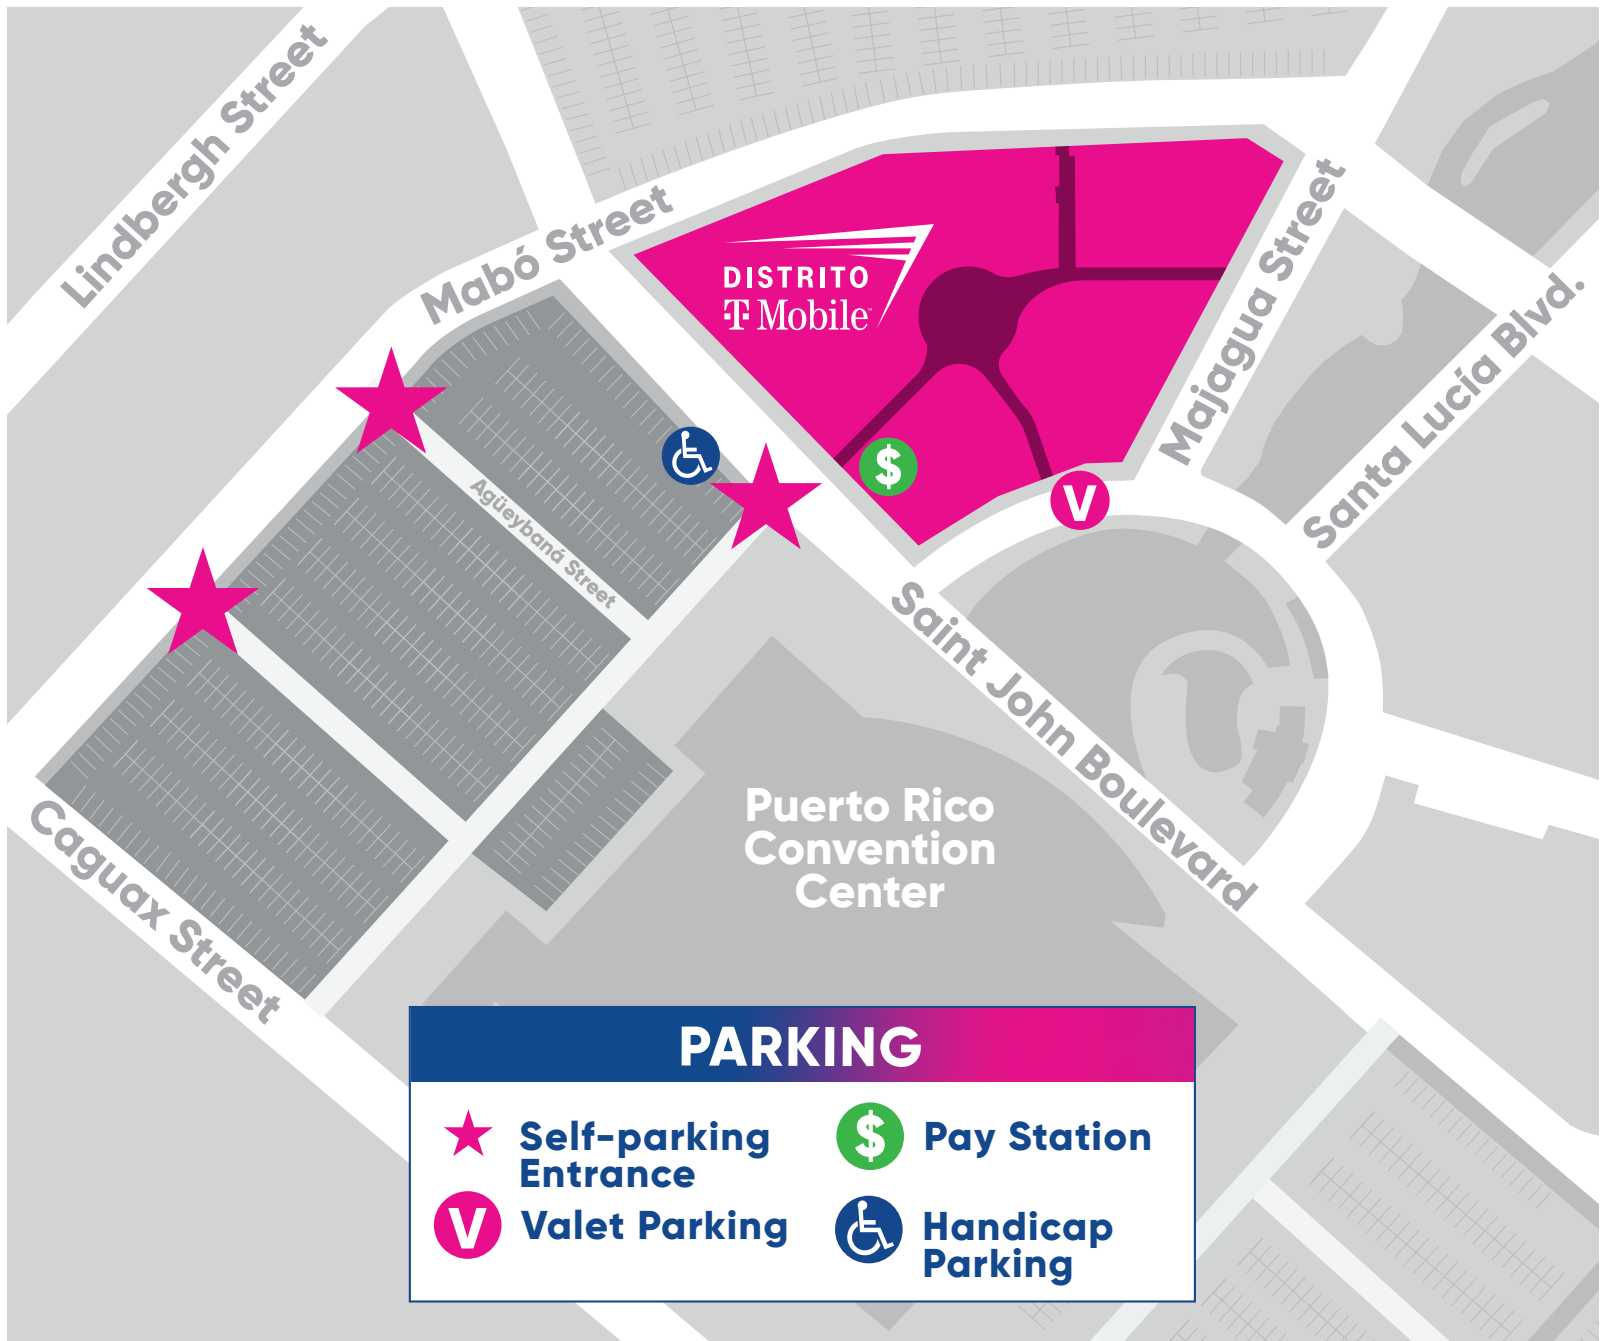 Lindbergh Street
Mabó Street
DISTRITO
T Mobile
Majagua Street
Santa Lucía Blvd.
$
V
Agüeybaná Street
Saint John Boulevard
Puerto Rico
Convention
Center
Caguax Street
PARKING
Self-parking
Entrance
$ Pay Station
V Valet Parking
Handicap
Parking